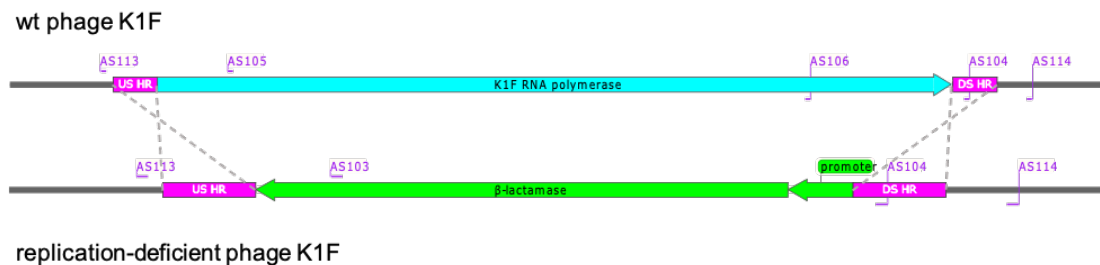 wt phage K1F
AS113 AS105 AS106 AS104 AS114
US HR K1F RNA polymerase DS HR
AS113 AS103 promoter AS104 AS114
US HR β-lactamase DS HR
replication-deficient phage K1F